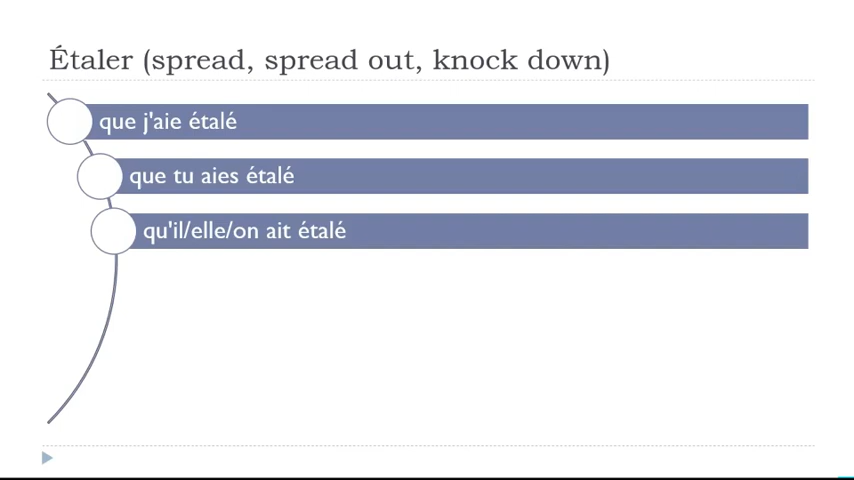 Étaler (spread, spread out, knock down)
que j'aie étalé
que tu aies étalé
qu'il/elle/on ait étalé